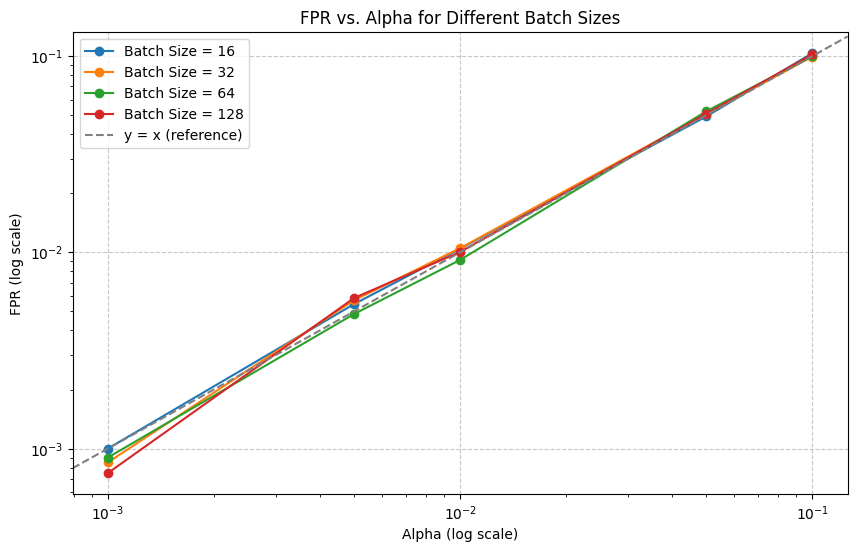 FPR vs. Alpha for Different Batch Sizes
Batch Size = 16
Batch Size = 32
Batch Size = 64
Batch Size = 128
y = x (reference)
FPR (log scale)
10⁻¹
10⁻²
10⁻³
10⁻³ 10⁻² 10⁻¹
Alpha (log scale)